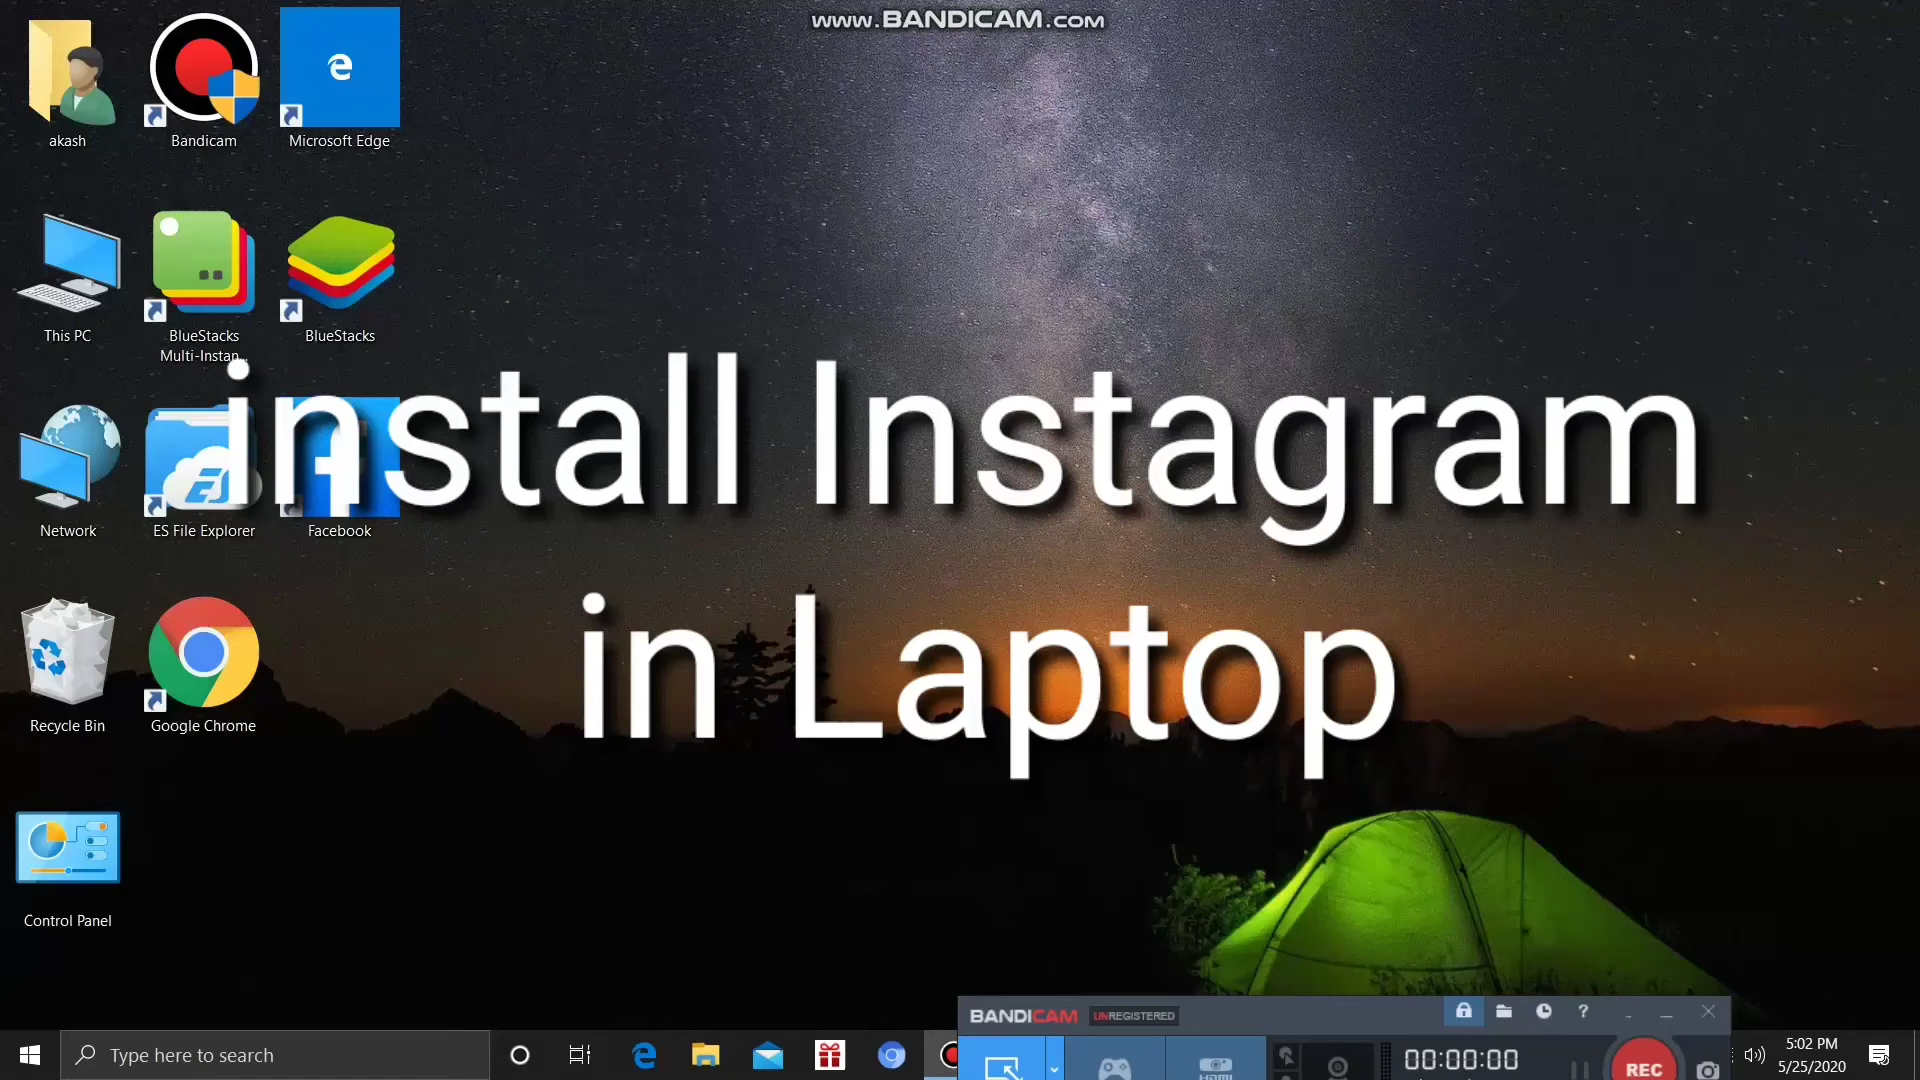 www.BANDICAM.com
akash
Bandicam
Microsoft Edge
This PC
BlueStacks
Multi-Instan...
BlueStacks
install Instagram
in Laptop
Network
ES File Explorer
Facebook
Recycle Bin
Google Chrome
Control Panel
BANDICAM UNREGISTERED
?
Type here to search
HDMI
00:00:00
REC
5:02 PM
5/25/2020